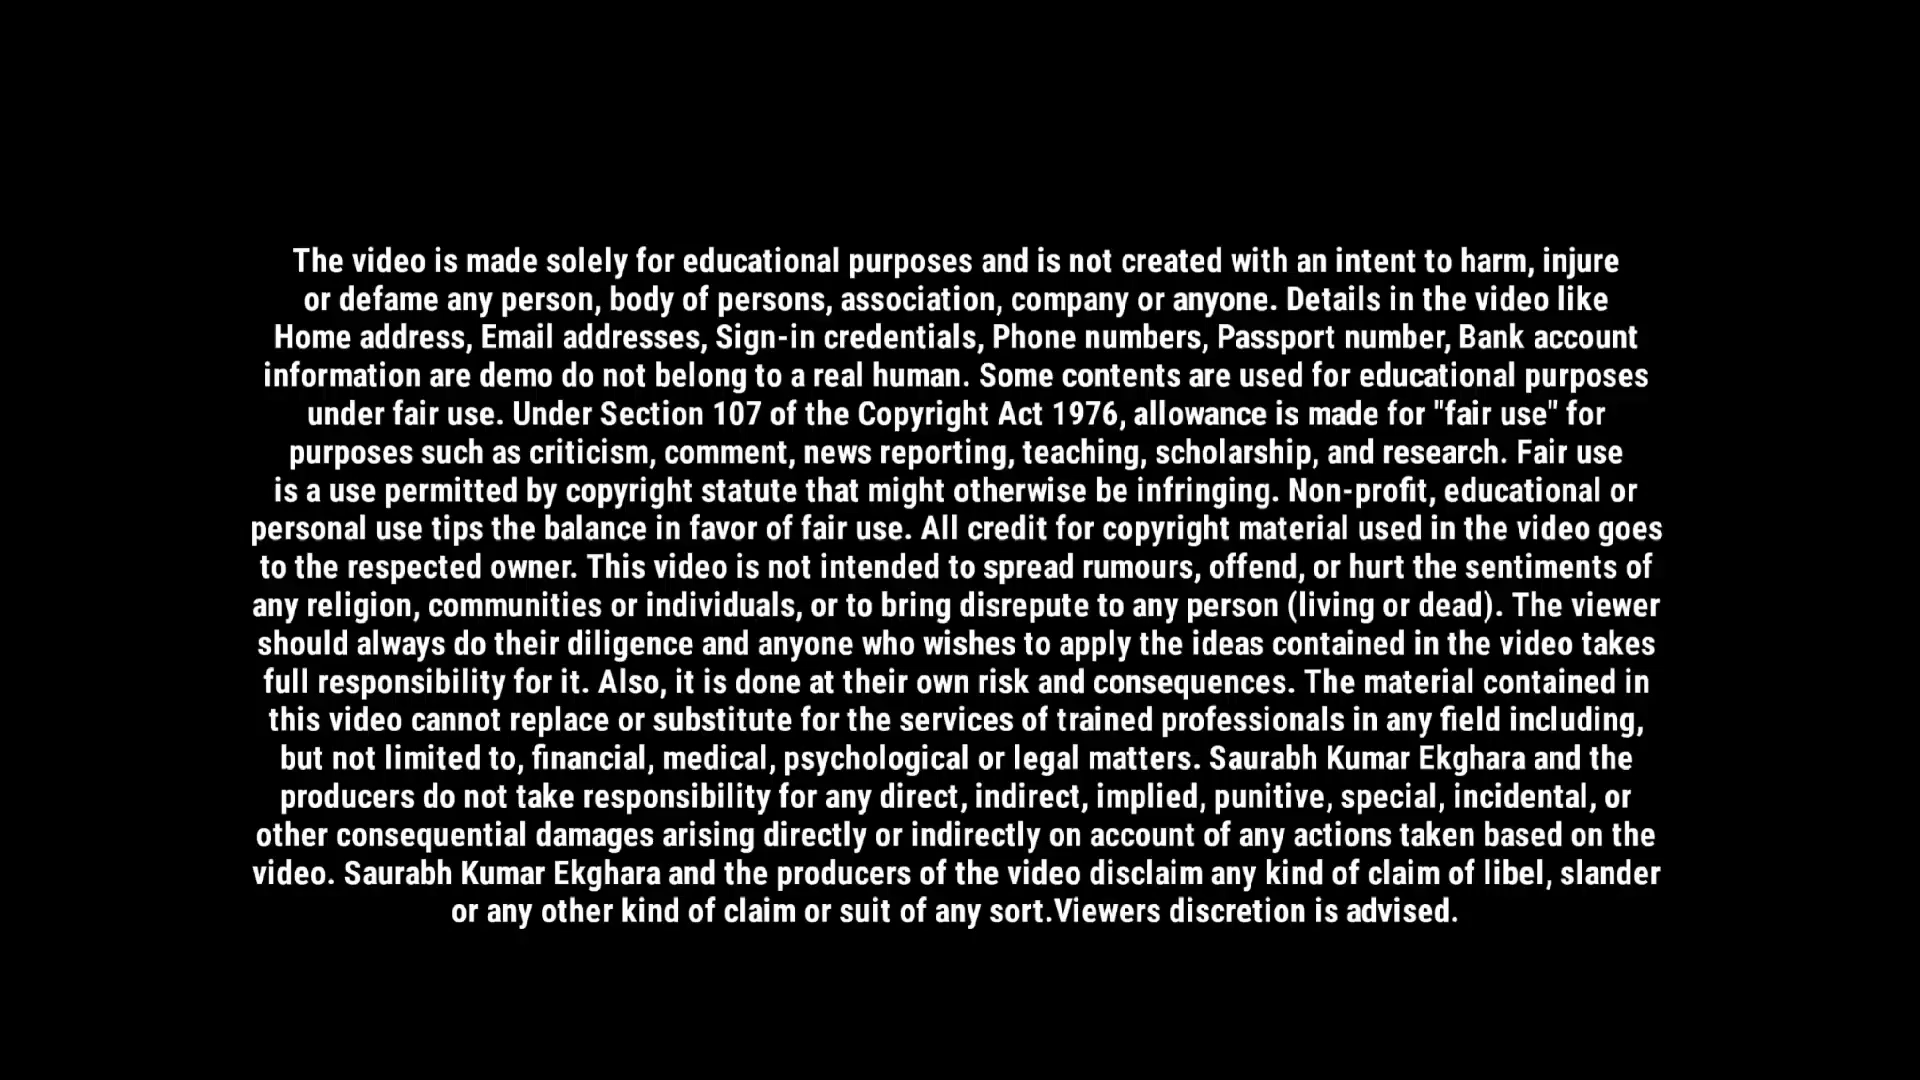 The video is made solely for educational purposes and is not created with an intent to harm, injure
or defame any person, body of persons, association, company or anyone. Details in the video like
Home address, Email addresses, Sign-in credentials, Phone numbers, Passport number, Bank account
information are demo do not belong to a real human. Some contents are used for educational purposes
under fair use. Under Section 107 of the Copyright Act 1976, allowance is made for "fair use" for
purposes such as criticism, comment, news reporting, teaching, scholarship, and research. Fair use
is a use permitted by copyright statute that might otherwise be infringing. Non-profit, educational or
personal use tips the balance in favor of fair use. All credit for copyright material used in the video goes
to the respected owner. This video is not intended to spread rumours, offend, or hurt the sentiments of
any religion, communities or individuals, or to bring disrepute to any person (living or dead). The viewer
should always do their diligence and anyone who wishes to apply the ideas contained in the video takes
full responsibility for it. Also, it is done at their own risk and consequences. The material contained in
this video cannot replace or substitute for the services of trained professionals in any field including,
but not limited to, financial, medical, psychological or legal matters. Saurabh Kumar Ekghara and the
producers do not take responsibility for any direct, indirect, implied, punitive, special, incidental, or
other consequential damages arising directly or indirectly on account of any actions taken based on the
video. Saurabh Kumar Ekghara and the producers of the video disclaim any kind of claim of libel, slander
or any other kind of claim or suit of any sort.Viewers discretion is advised.